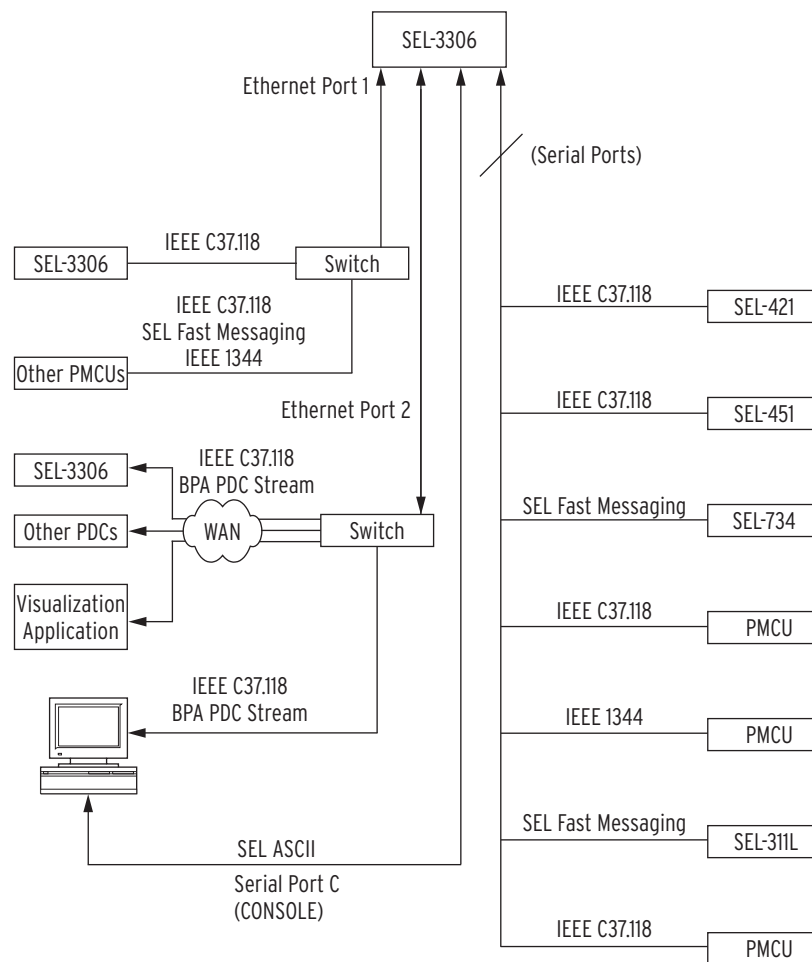 SEL-3306
Ethernet Port 1
(Serial Ports)
IEEE C37.118
SEL-3306
Switch
IEEE C37.118
SEL Fast Messaging
IEEE 1344
Other PMCUs
Ethernet Port 2
IEEE C37.118
BPA PDC Stream
SEL-3306
Other PDCs
WAN
Switch
Visualization
Application
IEEE C37.118
BPA PDC Stream
SEL ASCII
Serial Port C
(CONSOLE)
IEEE C37.118
SEL-421
IEEE C37.118
SEL-451
SEL Fast Messaging
SEL-734
IEEE C37.118
PMCU
IEEE 1344
PMCU
SEL Fast Messaging
SEL-311L
IEEE C37.118
PMCU